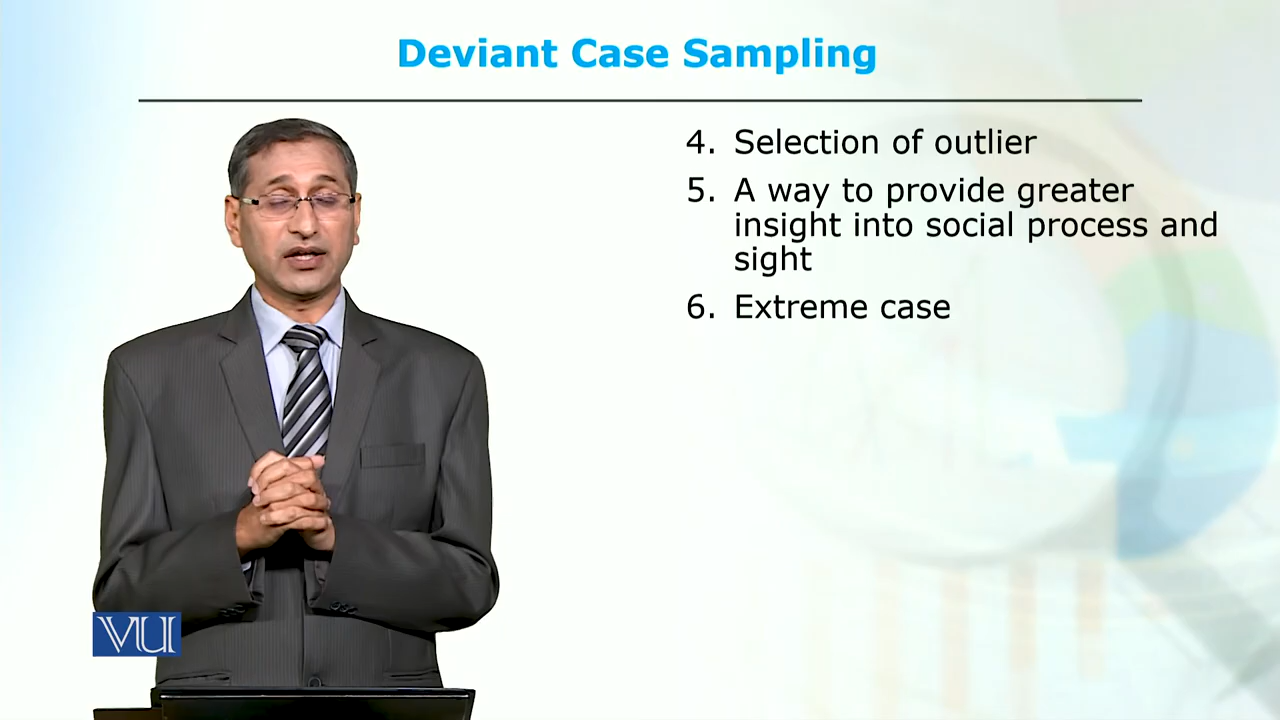 Deviant Case Sampling
4. Selection of outlier
5. A way to provide greater
insight into social process and
sight
6. Extreme case
VU